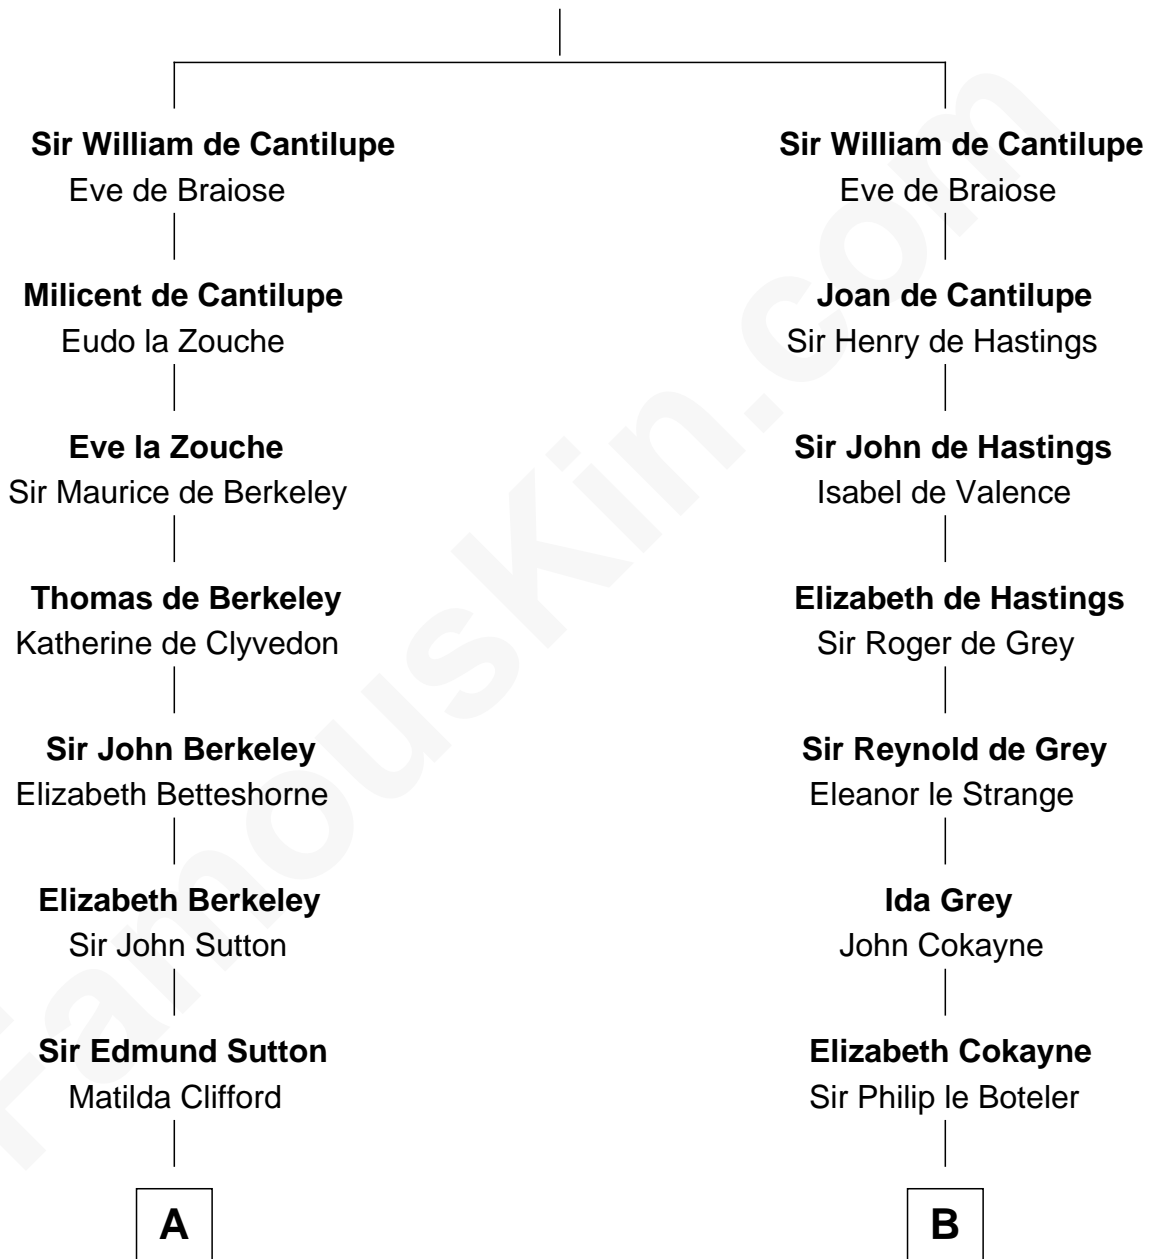 Sir William de Cantilupe
Eve de Braiose
Milicent de Cantilupe
Eudo la Zouche
Eve la Zouche
Sir Maurice de Berkeley
Thomas de Berkeley
Katherine de Clyvedon
Sir John Berkeley
Elizabeth Betteshorne
Elizabeth Berkeley
Sir John Sutton
Sir Edmund Sutton
Matilda Clifford
A
Sir William de Cantilupe
Eve de Braiose
Joan de Cantilupe
Sir Henry de Hastings
Sir John de Hastings
Isabel de Valence
Elizabeth de Hastings
Sir Roger de Grey
Sir Reynold de Grey
Eleanor le Strange
Ida Grey
John Cokayne
Elizabeth Cokayne
Sir Philip le Boteler
B
FamousKin.com